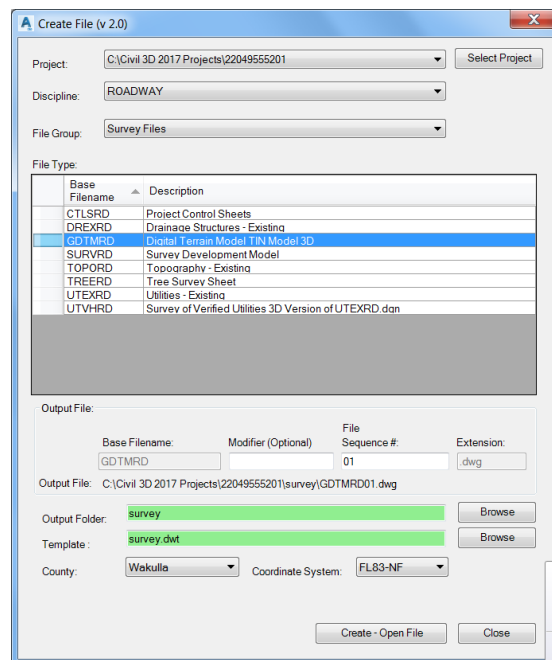 Create File (v 2.0)
Project: C:\Civil 3D 2017 Projects\22049555201 Select Project
Discipline: ROADWAY
File Group: Survey Files
File Type:
Base Filename Description
CTLSRD Project Control Sheets
DREXRD Drainage Structures - Existing
GDTMRD Digital Terrain Model TIN Model 3D
SURVRD Survey Development Model
TOPORD Topography - Existing
TREERD Tree Survey Sheet
UTEXRD Utilities - Existing
UTVHRD Survey of Verified Utilities 3D Version of UTEXRD.dgn
Output File:
Base Filename: Modifier (Optional) File Sequence #: Extension:
GDTMRD 01 .dwg
Output File: C:\Civil 3D 2017 Projects\22049555201\survey\GDTMRD01.dwg
Output Folder: survey Browse
Template : survey.dwt Browse
County: Wakulla Coordinate System: FL83-NF
Create - Open File Close